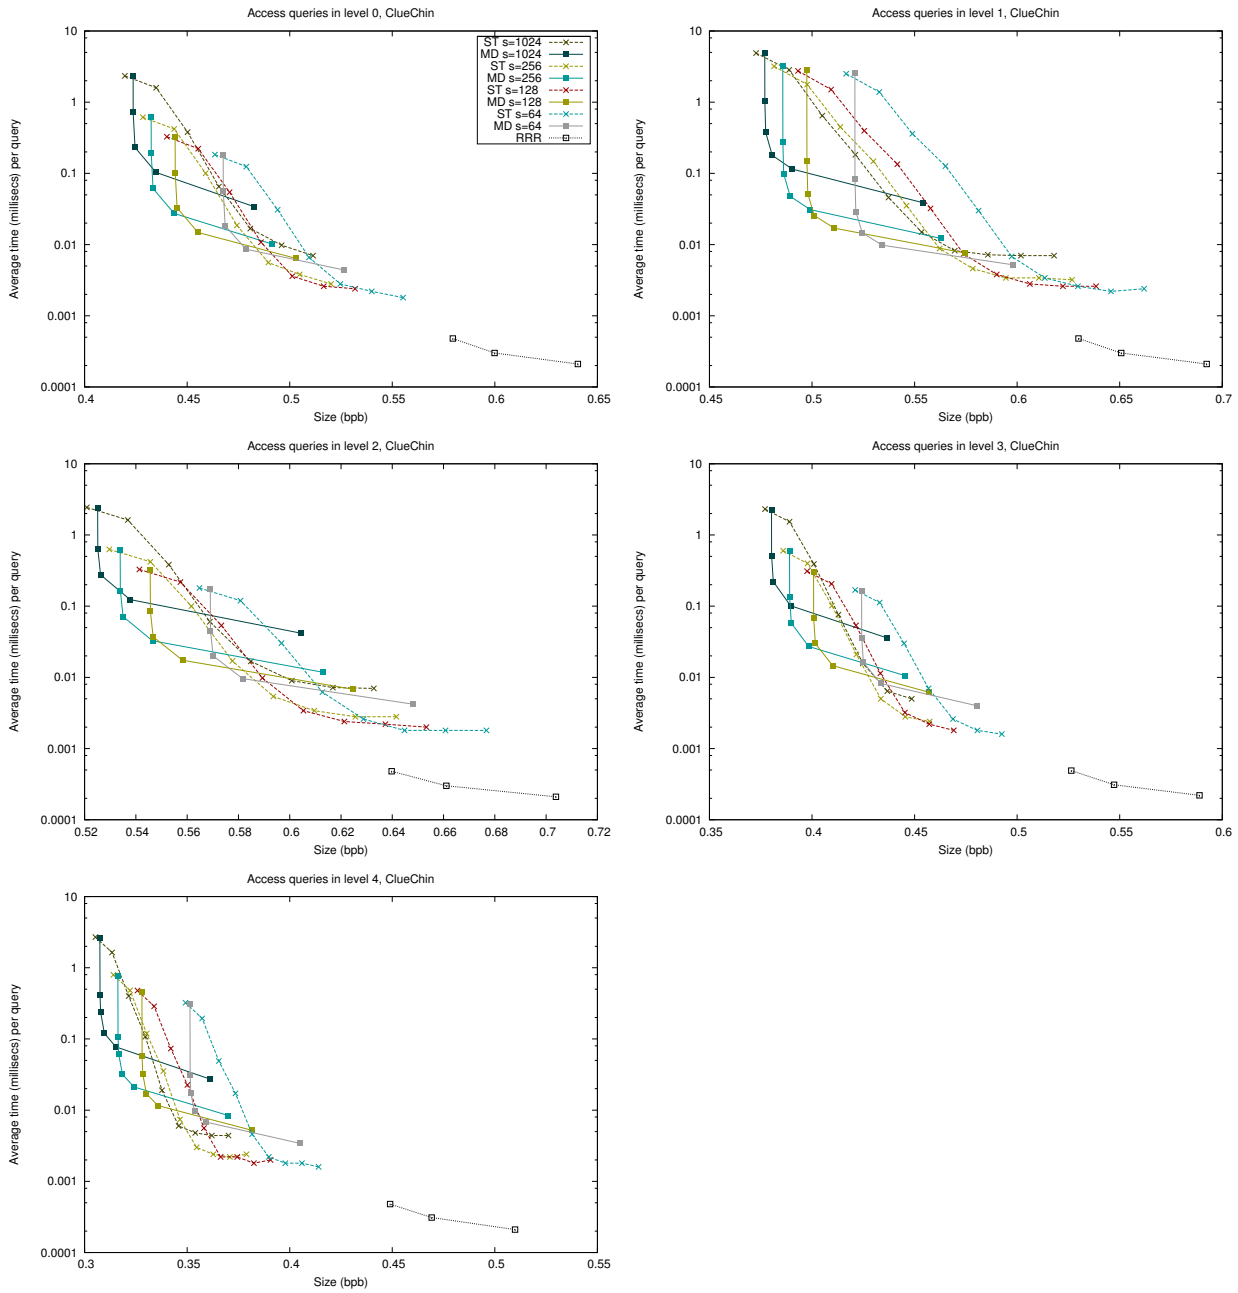 Access queries in level 0, ClueChin
Average time (millisecs) per query
10
1
0.1
0.01
0.001
0.0001
ST s=1024
MD s=1024
ST s=256
MD s=256
ST s=128
MD s=128
ST s=64
MD s=64
RRR
0.4 0.45 0.5 0.55 0.6 0.65
Size (bpb)
Access queries in level 1, ClueChin
Average time (millisecs) per query
10
1
0.1
0.01
0.001
0.0001
0.45 0.5 0.55 0.6 0.65 0.7
Size (bpb)
Access queries in level 2, ClueChin
Average time (millisecs) per query
10
1
0.1
0.01
0.001
0.0001
0.52 0.54 0.56 0.58 0.6 0.62 0.64 0.66 0.68 0.7 0.72
Size (bpb)
Access queries in level 3, ClueChin
Average time (millisecs) per query
10
1
0.1
0.01
0.001
0.0001
0.35 0.4 0.45 0.5 0.55 0.6
Size (bpb)
Access queries in level 4, ClueChin
Average time (millisecs) per query
10
1
0.1
0.01
0.001
0.0001
0.3 0.35 0.4 0.45 0.5 0.55
Size (bpb)